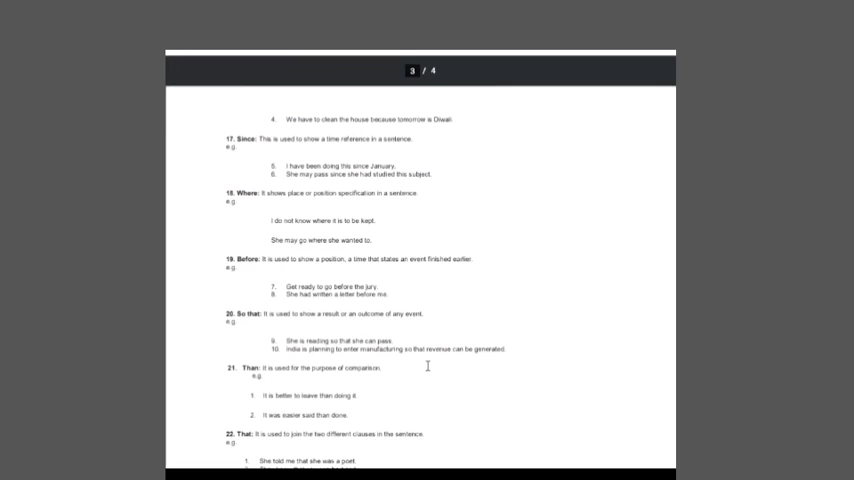 3 / 4
4. We have to clean the house because tomorrow is Diwali.
17. Since: This is used to show a time reference in a sentence.
e.g.
5. I have been doing this since January.
6. She may pass since she had studied this subject.
18. Where: It shows place or position specification in a sentence.
e.g.
I do not know where it is to be kept.
She may go where she wanted to.
19. Before: It is used to show a position, a time that states an event finished earlier.
e.g.
7. Get ready to go before the jury.
8. She had written a letter before me.
20. So that: It is used to show a result or an outcome of any event.
e.g.
9. She is reading so that she can pass.
10. India is planning to enter manufacturing so that revenue can be generated.
21. Than: It is used for the purpose of comparison.
e.g.
1. It is better to leave than doing it.
2. It was easier said than done.
22. That: It is used to join the two different clauses in the sentence.
e.g.
1. She told me that she was a poet.